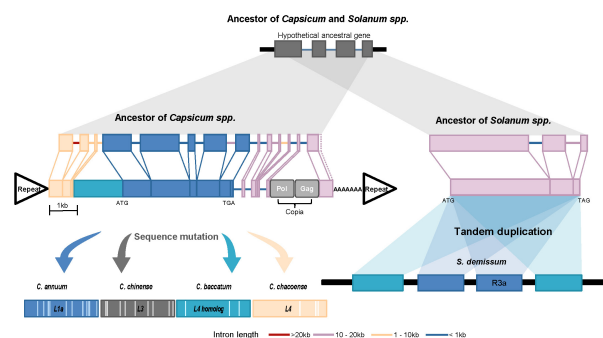 Ancestor of Capsicum and Solanum spp.
Hypothetical ancestral gene
Ancestor of Capsicum spp.
Ancestor of Solanum spp.
Repeat
Pol
Gag
AAAAAAA
Repeat
1kb
ATG
TGA
Copia
ATG
TAG
Sequence mutation
Tandem duplication
C. annuum
C. chinense
C. baccatum
C. chacoense
S. demissum
R3a
L1a
L3
L4 homolog
L4
Intron length
>20kb
10 - 20kb
1 - 10kb
< 1kb